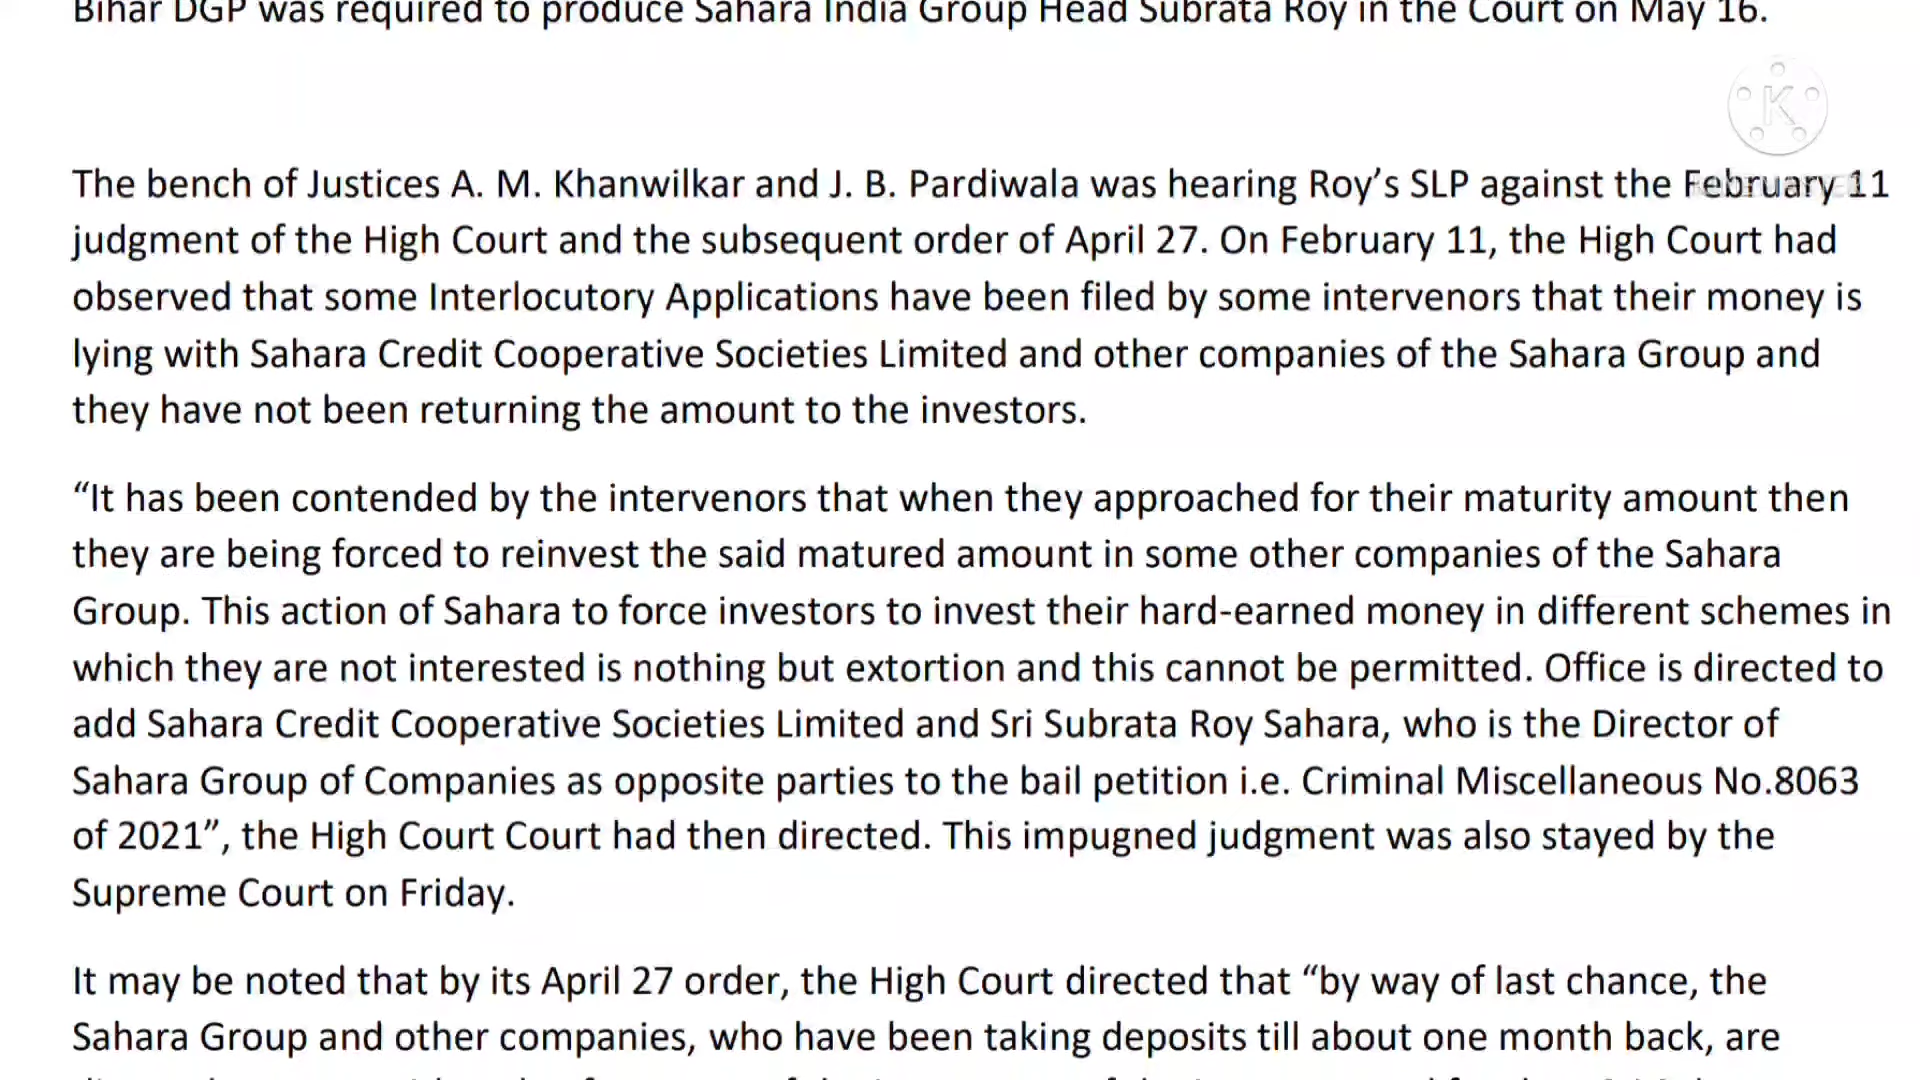 Bihar DGP was required to produce Sahara India Group Head Subrata Roy in the Court on May 16.
K
KINEMASTER
The bench of Justices A. M. Khanwilkar and J. B. Pardiwala was hearing Roy’s SLP against the February 11
judgment of the High Court and the subsequent order of April 27. On February 11, the High Court had
observed that some Interlocutory Applications have been filed by some intervenors that their money is
lying with Sahara Credit Cooperative Societies Limited and other companies of the Sahara Group and
they have not been returning the amount to the investors.
“It has been contended by the intervenors that when they approached for their maturity amount then
they are being forced to reinvest the said matured amount in some other companies of the Sahara
Group. This action of Sahara to force investors to invest their hard-earned money in different schemes in
which they are not interested is nothing but extortion and this cannot be permitted. Office is directed to
add Sahara Credit Cooperative Societies Limited and Sri Subrata Roy Sahara, who is the Director of
Sahara Group of Companies as opposite parties to the bail petition i.e. Criminal Miscellaneous No.8063
of 2021”, the High Court Court had then directed. This impugned judgment was also stayed by the
Supreme Court on Friday.
It may be noted that by its April 27 order, the High Court directed that “by way of last chance, the
Sahara Group and other companies, who have been taking deposits till about one month back, are